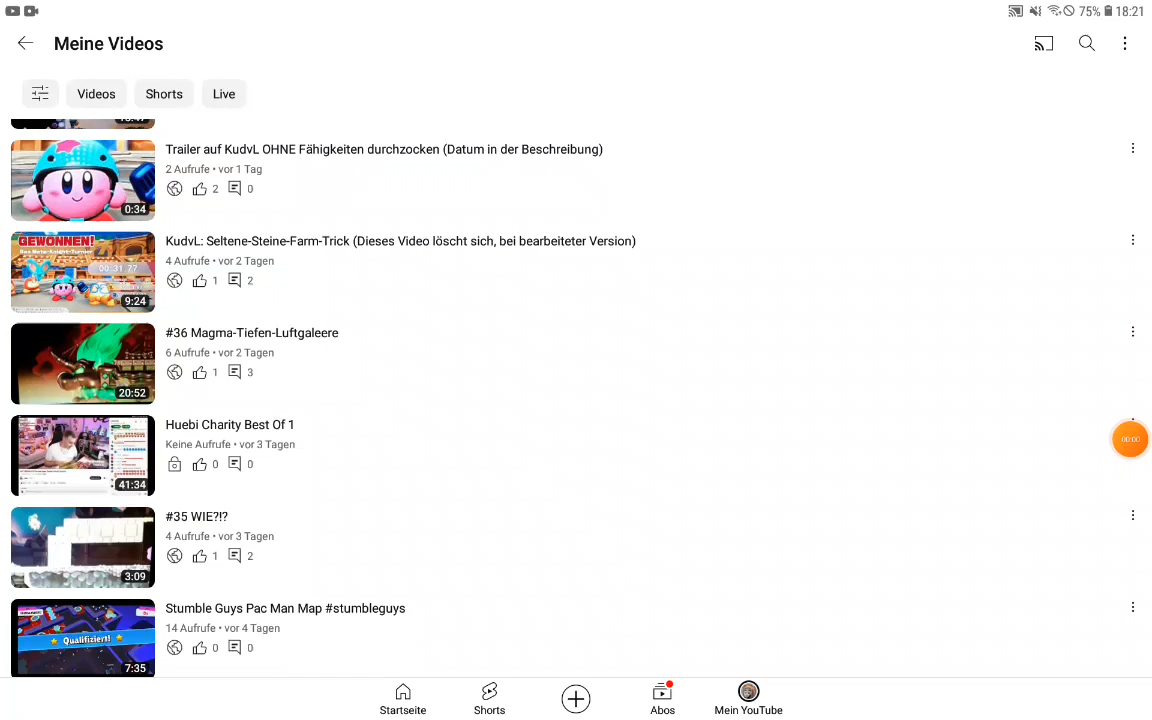 75% 18:21
Meine Videos
Videos Shorts Live
Trailer auf KudvL OHNE Fähigkeiten durchzocken (Datum in der Beschreibung)
2 Aufrufe • vor 1 Tag
2 0
0:34
GEWONNEN!
KudvL: Seltene-Steine-Farm-Trick (Dieses Video löscht sich, bei bearbeiteter Version)
4 Aufrufe • vor 2 Tagen
00:31.77
1 2
9:24
#36 Magma-Tiefen-Luftgaleere
6 Aufrufe • vor 2 Tagen
1 3
20:52
Huebi Charity Best Of 1
Keine Aufrufe • vor 3 Tagen
00:00
0 0
41:34
#35 WIE?!?
4 Aufrufe • vor 3 Tagen
1 2
3:09
Stumble Guys Pac Man Map #stumbleguys
14 Aufrufe • vor 4 Tagen
Qualifiziert!
0 0
7:35
Startseite Shorts Abos Mein YouTube